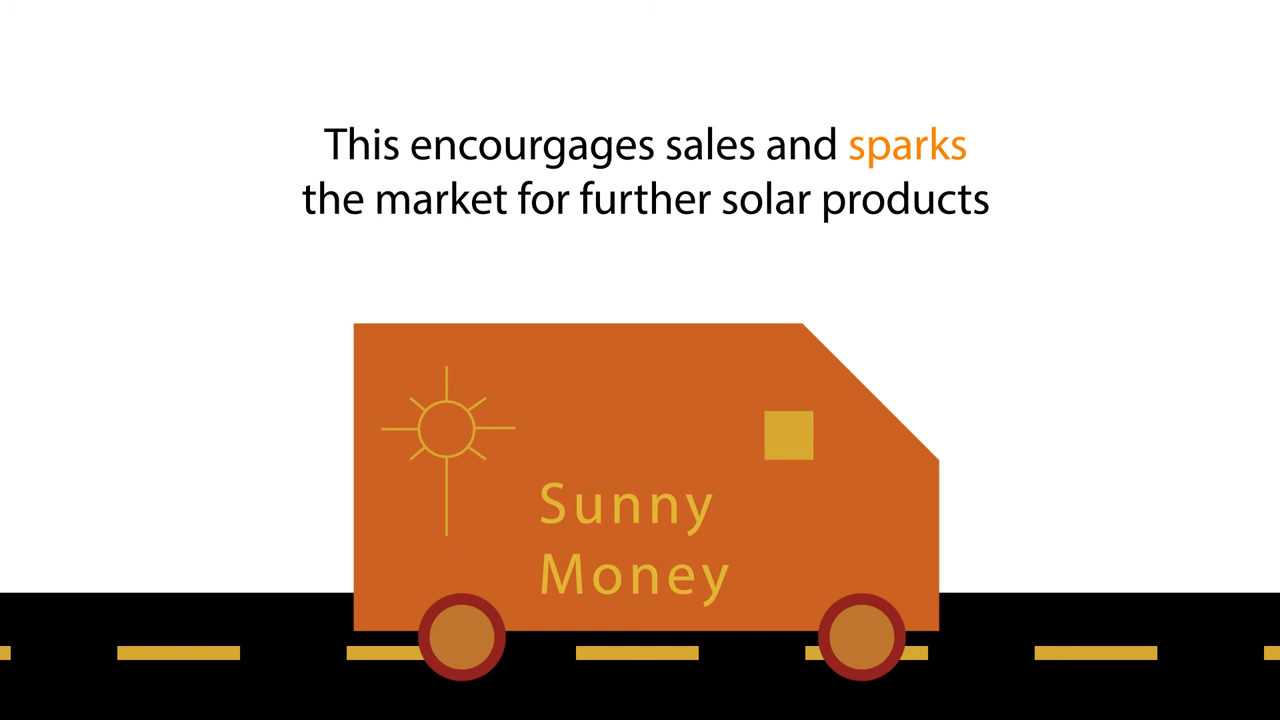 This encourgages sales and sparks
the market for further solar products
Sunny
Money